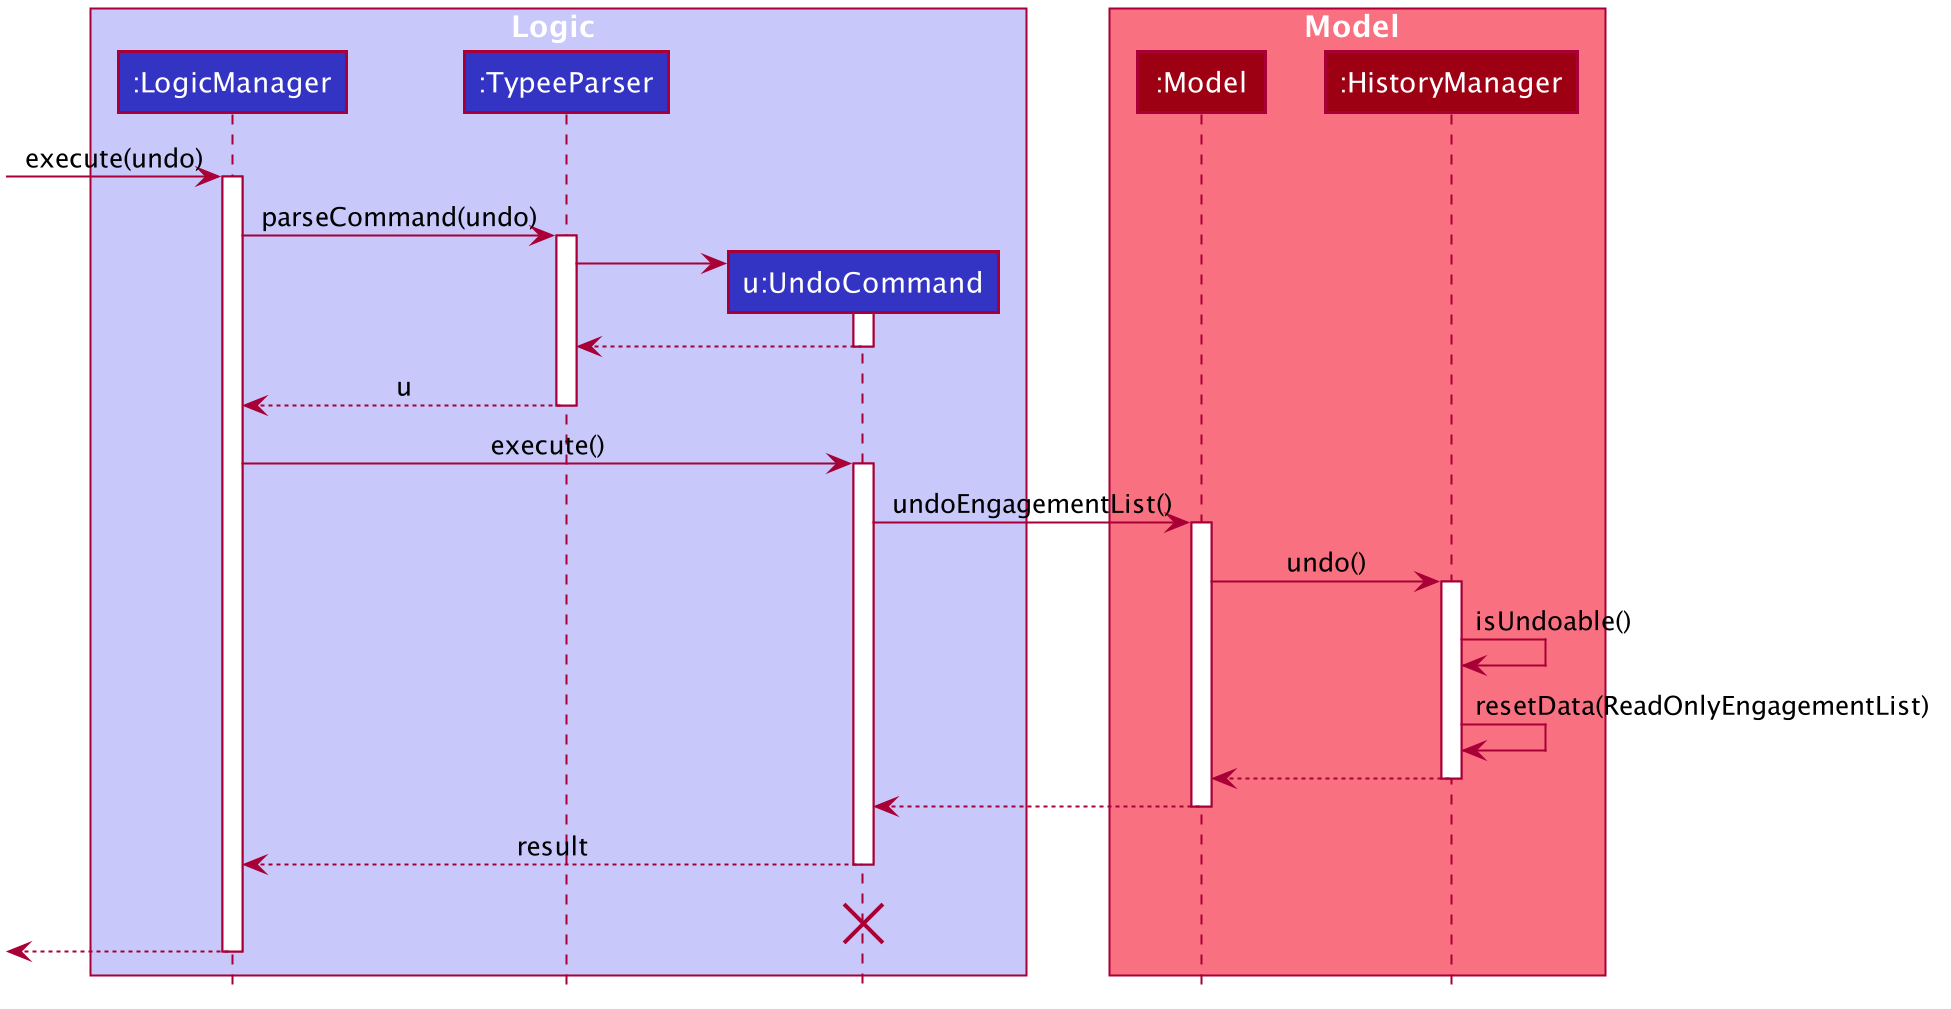 Logic
Model
:LogicManager
:TypeeParser
:Model
:HistoryManager
execute(undo)
parseCommand(undo)
u:UndoCommand
u
execute()
undoEngagementList()
undo()
isUndoable()
resetData(ReadOnlyEngagementList)
result